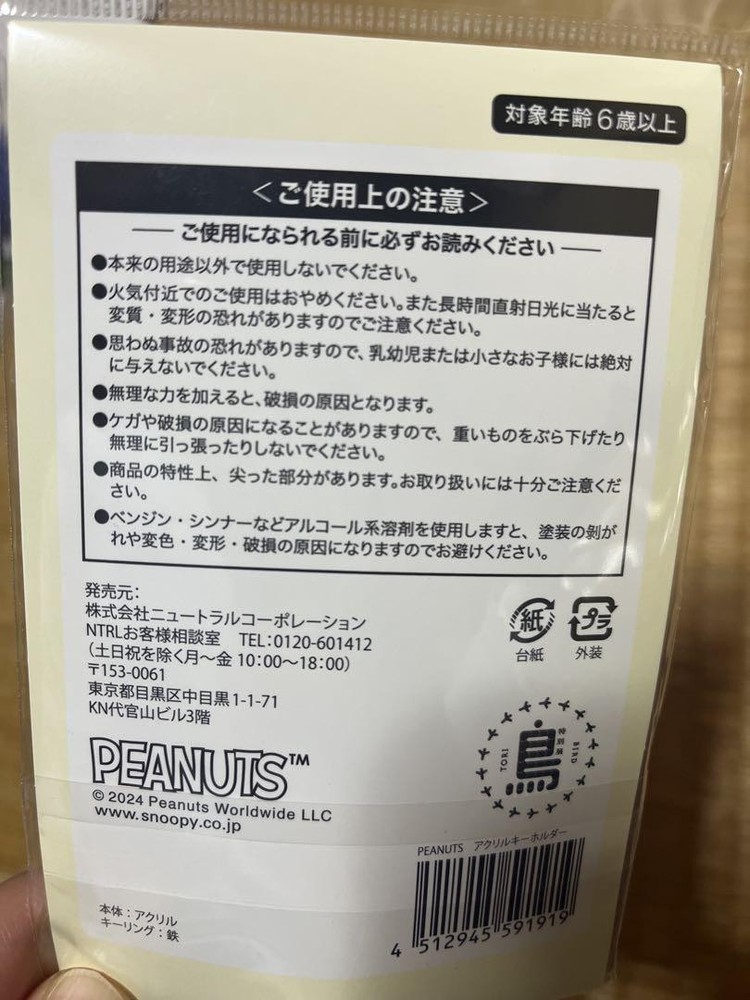 対象年齢6歳以上
＜ご使用上の注意＞
ご使用になられる前に必ずお読みください
●本来の用途以外で使用しないでください。
●火気付近でのご使用はおやめください。また長時間直射日光に当たると
変質・変形の恐れがありますのでご注意ください。
●思わぬ事故の恐れがありますので、乳幼児または小さなお子様には絶対
に与えないでください。
●無理な力を加えると、破損の原因となります。
●ケガや破損の原因になることがありますので、重いものをぶら下げたり
無理に引っ張ったりしないでください。
●商品の特性上、尖った部分があります。お取り扱いには十分ご注意くだ
さい。
●ベンジン・シンナーなどアルコール系溶剤を使用しますと、塗装の剝が
れや変色・変形・破損の原因になりますのでお避けください。
発売元：
株式会社ニュートラルコーポレーション
NTRLお客様相談室 TEL：0120-601412
（土日祝を除く月～金 10：00～18：00）
〒153-0061
東京都目黒区中目黒1-1-71
KN代官山ビル3階
紙
台紙
プラ
外装
PEANUTS™
© 2024 Peanuts Worldwide LLC
www.snoopy.co.jp
特別展
鳥
TORI
BIRD
PEANUTS アクリルキーホルダー
4 512945 591919
本体：アクリル
キーリング：鉄